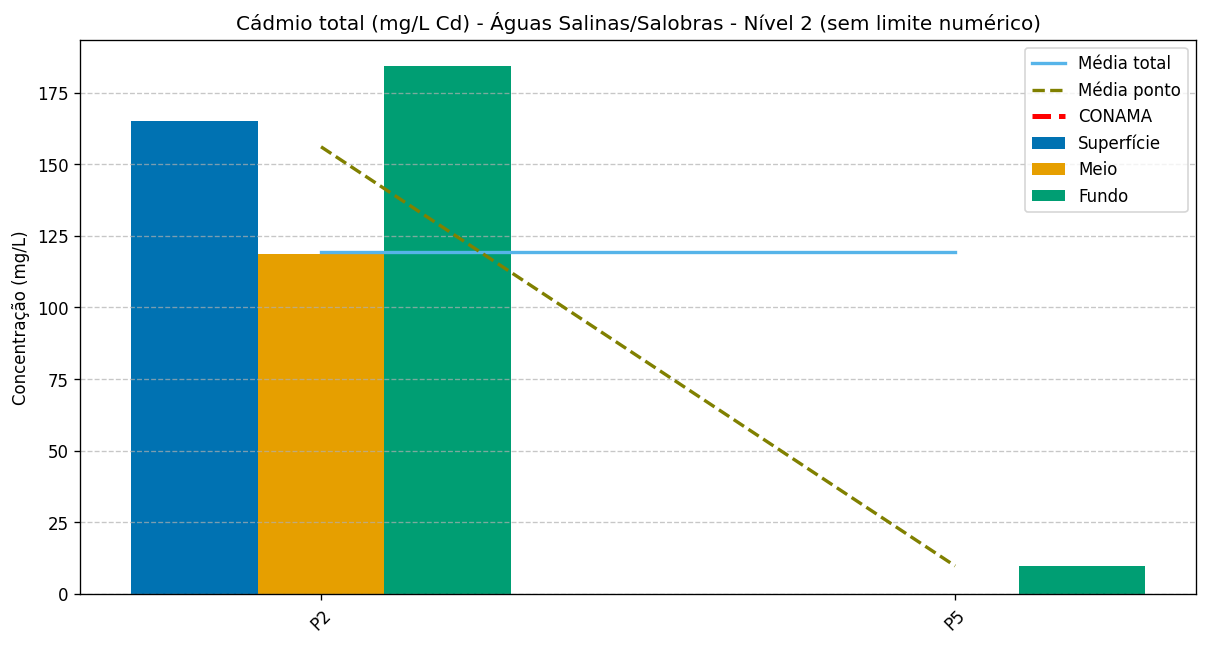 Cádmio total (mg/L Cd) - Águas Salinas/Salobras - Nível 2 (sem limite numérico)
Concentração (mg/L)
175
150
125
100
75
50
25
0
P2
P5
Média total
Média ponto
CONAMA
Superfície
Meio
Fundo